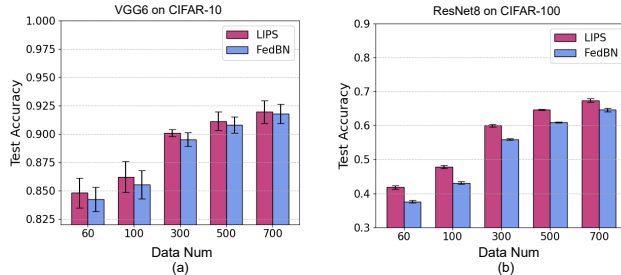 VGG6 on CIFAR-10
1.000
0.975
0.950
0.925
0.900
0.875
0.850
0.825
Test Accuracy
LIPS
FedBN
60 100 300 500 700
Data Num
(a)
ResNet8 on CIFAR-100
0.9
0.8
0.7
0.6
0.5
0.4
0.3
Test Accuracy
LIPS
FedBN
60 100 300 500 700
Data Num
(b)